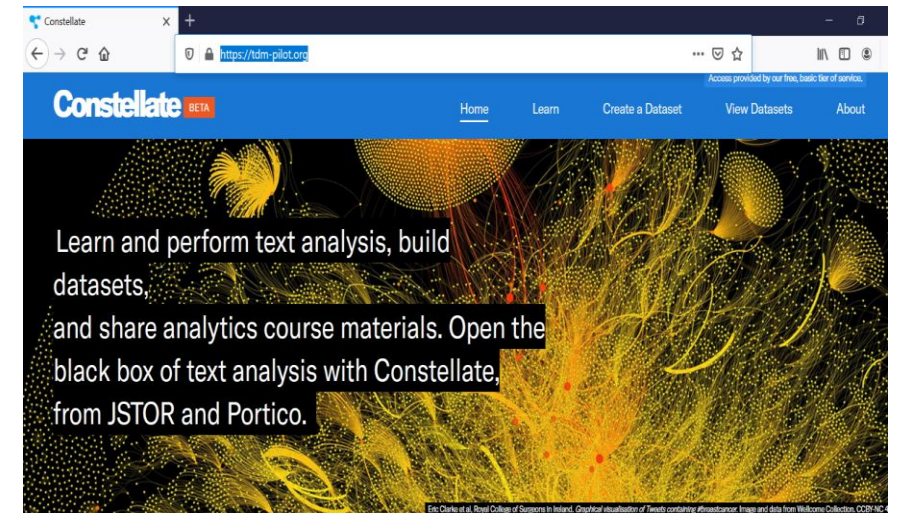 Constellate
https://tdm-pilot.org
Access provided by our free, basic tier of service.
Constellate BETA
Home Learn Create a Dataset View Datasets About
Learn and perform text analysis, build
datasets,
and share analytics course materials. Open the
black box of text analysis with Constellate,
from JSTOR and Portico.
Eric Clarke et al, Royal College of Surgeons in Ireland. Graphical visualisation of Tweets containing #breastcancer. Image and data from Wellcome Collection. CCBY-NC 4